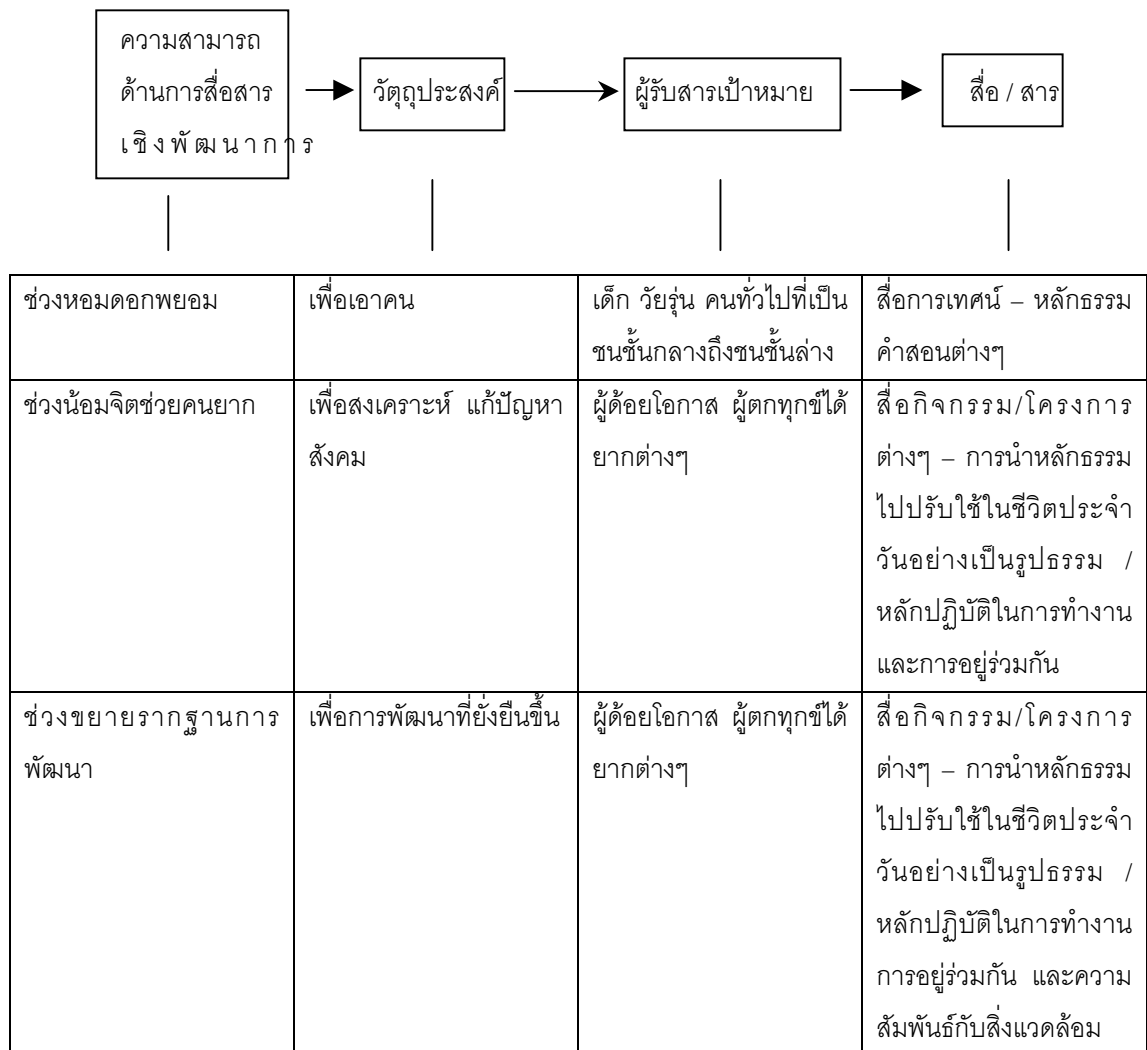 ความสามารถ
ด้านการสื่อสาร
เชิงพัฒนาการ
วัตถุประสงค์
ผู้รับสารเป้าหมาย
สื่อ / สาร
ช่วงหอมดอกพยอม
เพื่อเอาคน
เด็ก วัยรุ่น คนทั่วไปที่เป็น
ชนชั้นกลางถึงชนชั้นล่าง
สื่อการเทศน์ – หลักธรรม
คำสอนต่างๆ
ช่วงน้อมจิตช่วยคนยาก
เพื่อสงเคราะห์ แก้ปัญหา
สังคม
ผู้ด้อยโอกาส ผู้ตกทุกข์ได้
ยากต่างๆ
สื่อกิจกรรม/โครงการ
ต่างๆ – การนำหลักธรรม
ไปปรับใช้ในชีวิตประจำ
วันอย่างเป็นรูปธรรม /
หลักปฏิบัติในการทำงาน
และการอยู่ร่วมกัน
ช่วงขยายรากฐานการ
พัฒนา
เพื่อการพัฒนาที่ยั่งยืนขึ้น
ผู้ด้อยโอกาส ผู้ตกทุกข์ได้
ยากต่างๆ
สื่อกิจกรรม/โครงการ
ต่างๆ – การนำหลักธรรม
ไปปรับใช้ในชีวิตประจำ
วันอย่างเป็นรูปธรรม /
หลักปฏิบัติในการทำงาน
การอยู่ร่วมกัน และความ
สัมพันธ์กับสิ่งแวดล้อม